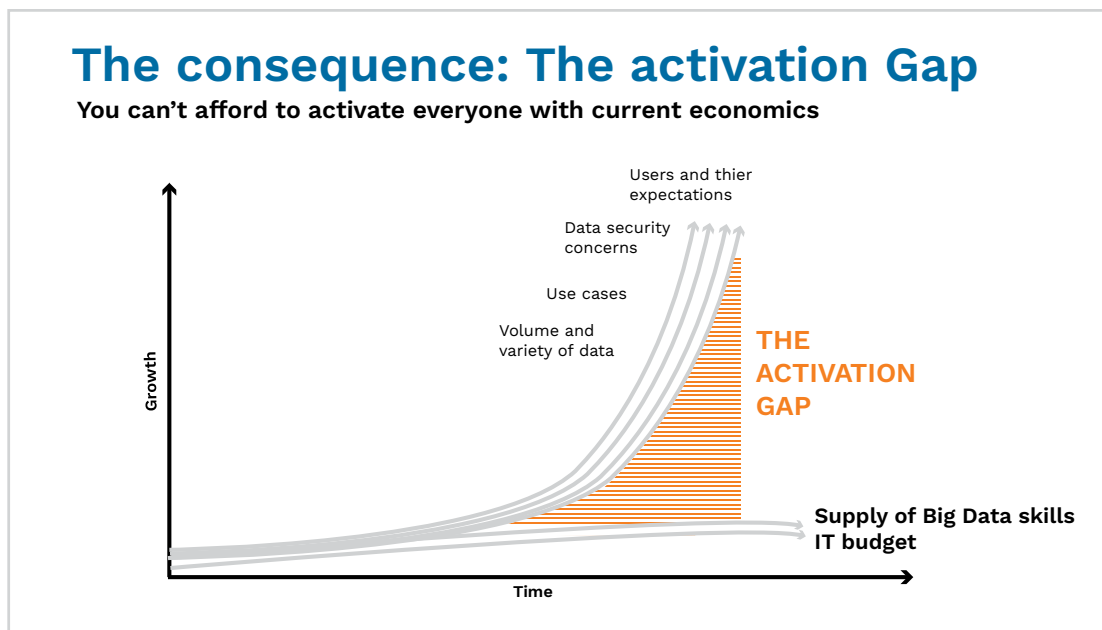 The consequence: The activation Gap
You can’t afford to activate everyone with current economics
Users and thier
expectations
Data security
concerns
Use cases
Volume and
variety of data
Growth
THE
ACTIVATION
GAP
Supply of Big Data skills
IT budget
Time